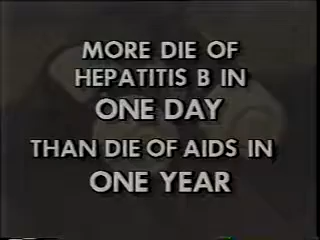 MORE DIE OF
HEPATITIS B IN
ONE DAY
THAN DIE OF AIDS IN
ONE YEAR